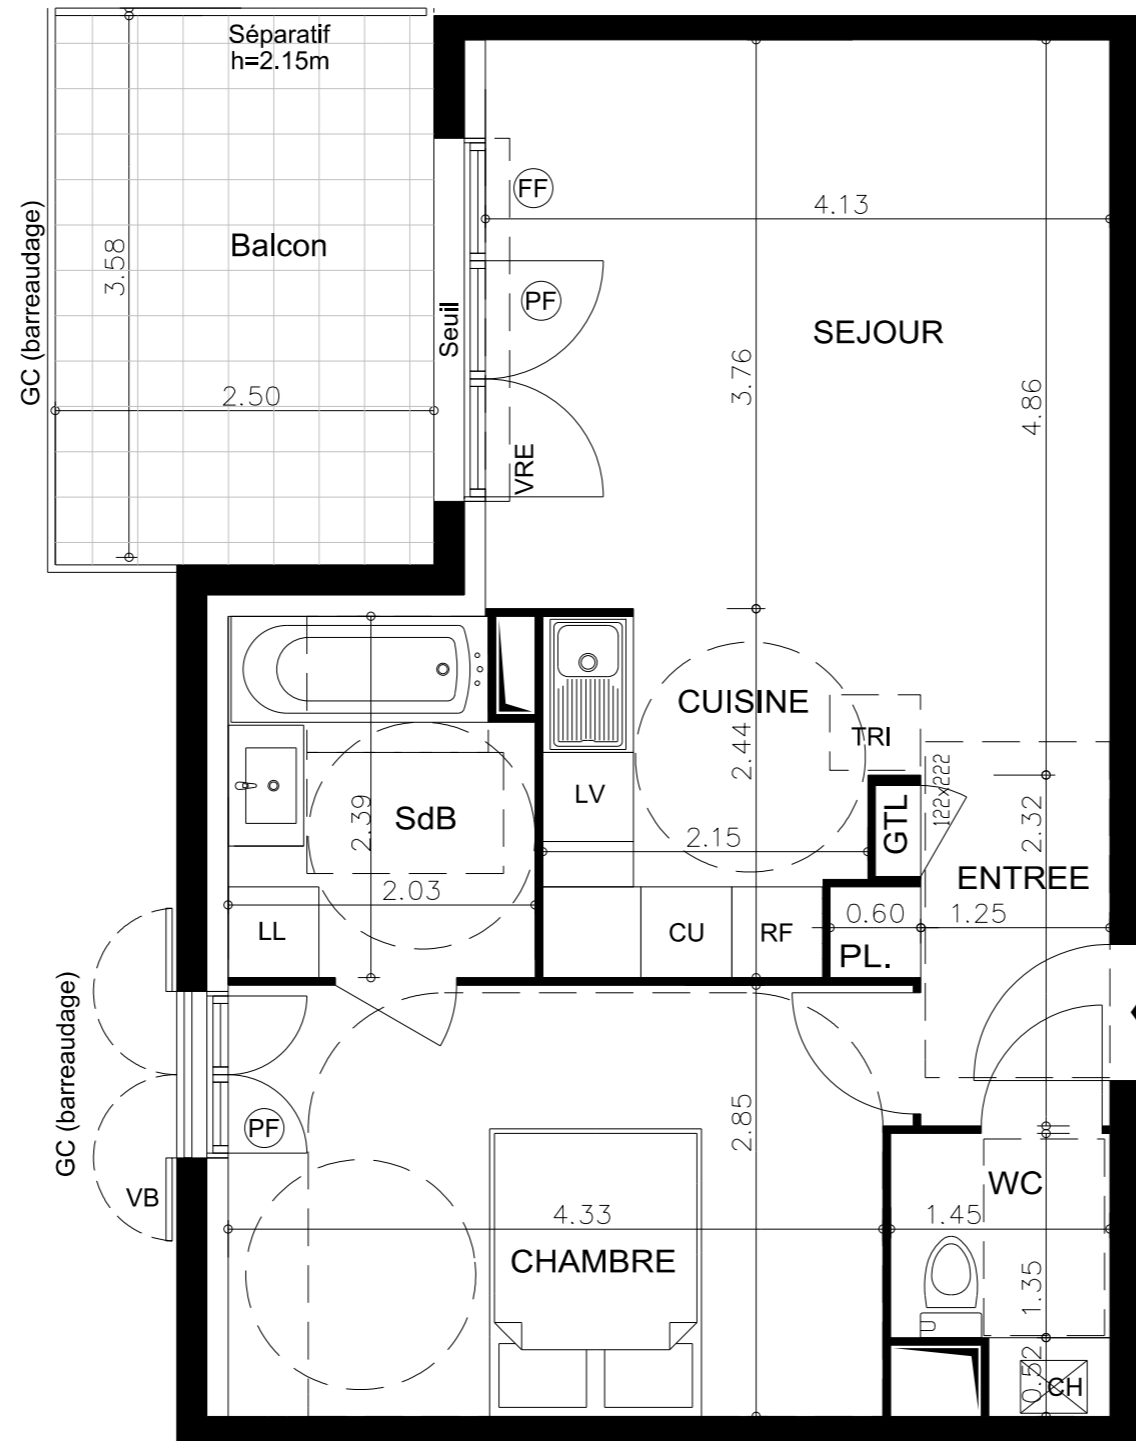 Séparatif
h=2.15m
GC (barreaudage)
3.58
Balcon
2.50
Seuil
FF
PF
VRE
4.13
SEJOUR
3.76
4.86
CUISINE
TRI
2.44
122x222
GTL
2.32
LV
2.15
SdB
2.39
2.03
ENTREE
LL
CU
RF
0.60
1.25
PL.
GC (barreaudage)
PF
VB
2.85
4.33
CHAMBRE
WC
1.45
1.35
0.52
CH